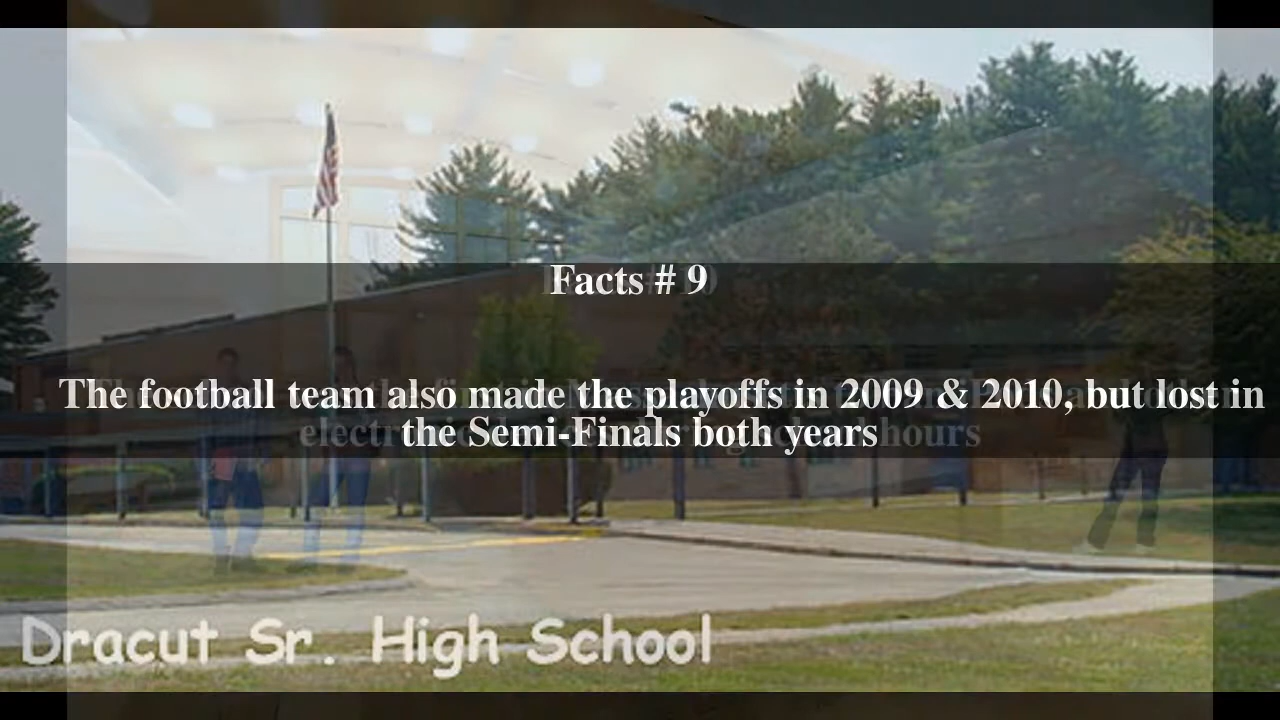 Facts # 9
The football team also made the playoffs in 2009 & 2010, but lost in
the Semi-Finals both years
hours
Dracut Sr. High School